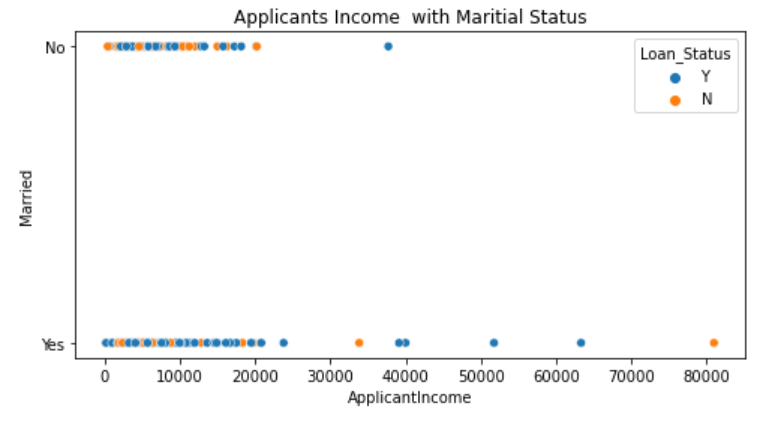 Applicants Income  with Maritial Status
No
Loan_Status
Y
N
Married
Yes
0 10000 20000 30000 40000 50000 60000 70000 80000
ApplicantIncome